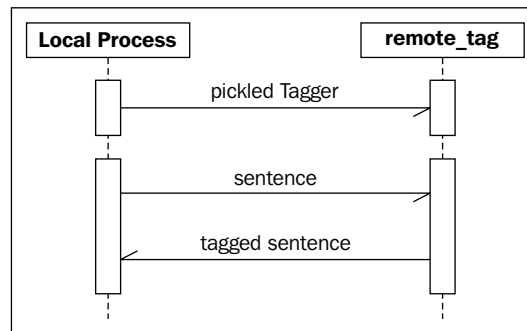 Local Process
remote_tag
pickled Tagger
sentence
tagged sentence